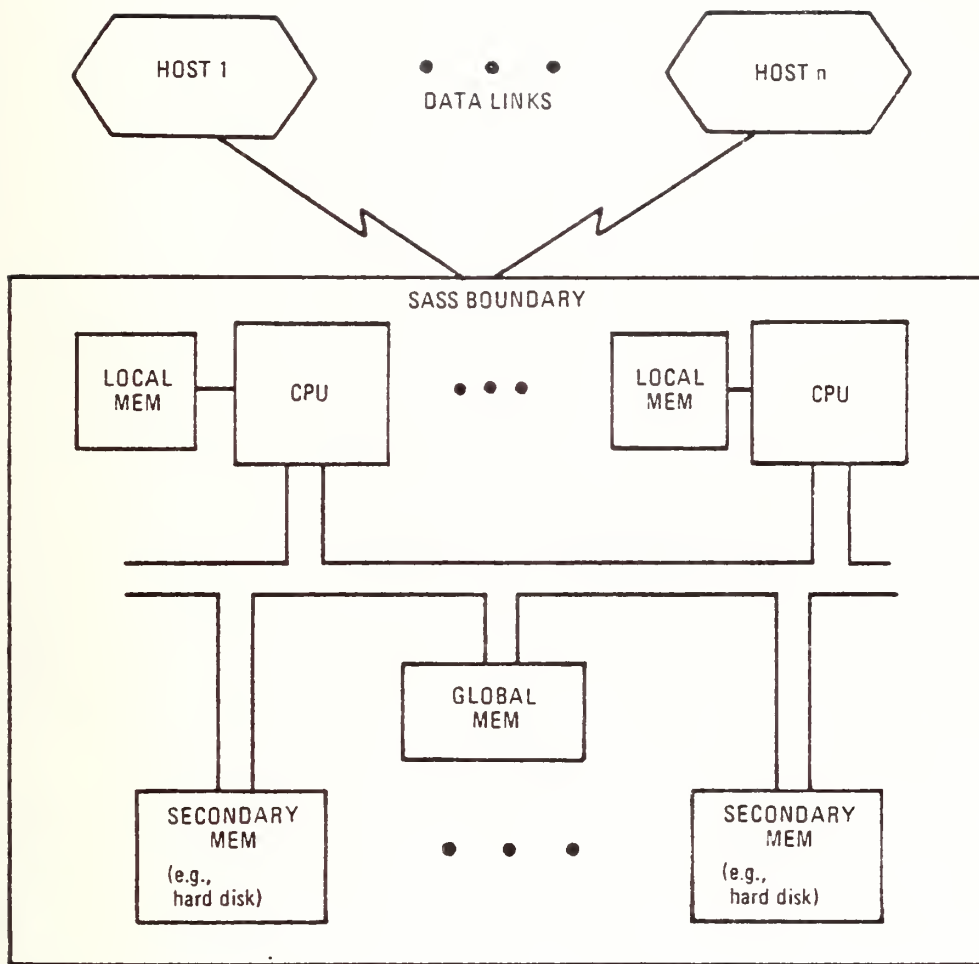 HOST 1
HOST n
DATA LINKS
SASS BOUNDARY
LOCAL
MEM
CPU
LOCAL
MEM
CPU
GLOBAL
MEM
SECONDARY
MEM
(e.g.,
hard disk)
SECONDARY
MEM
(e.g.,
hard disk)